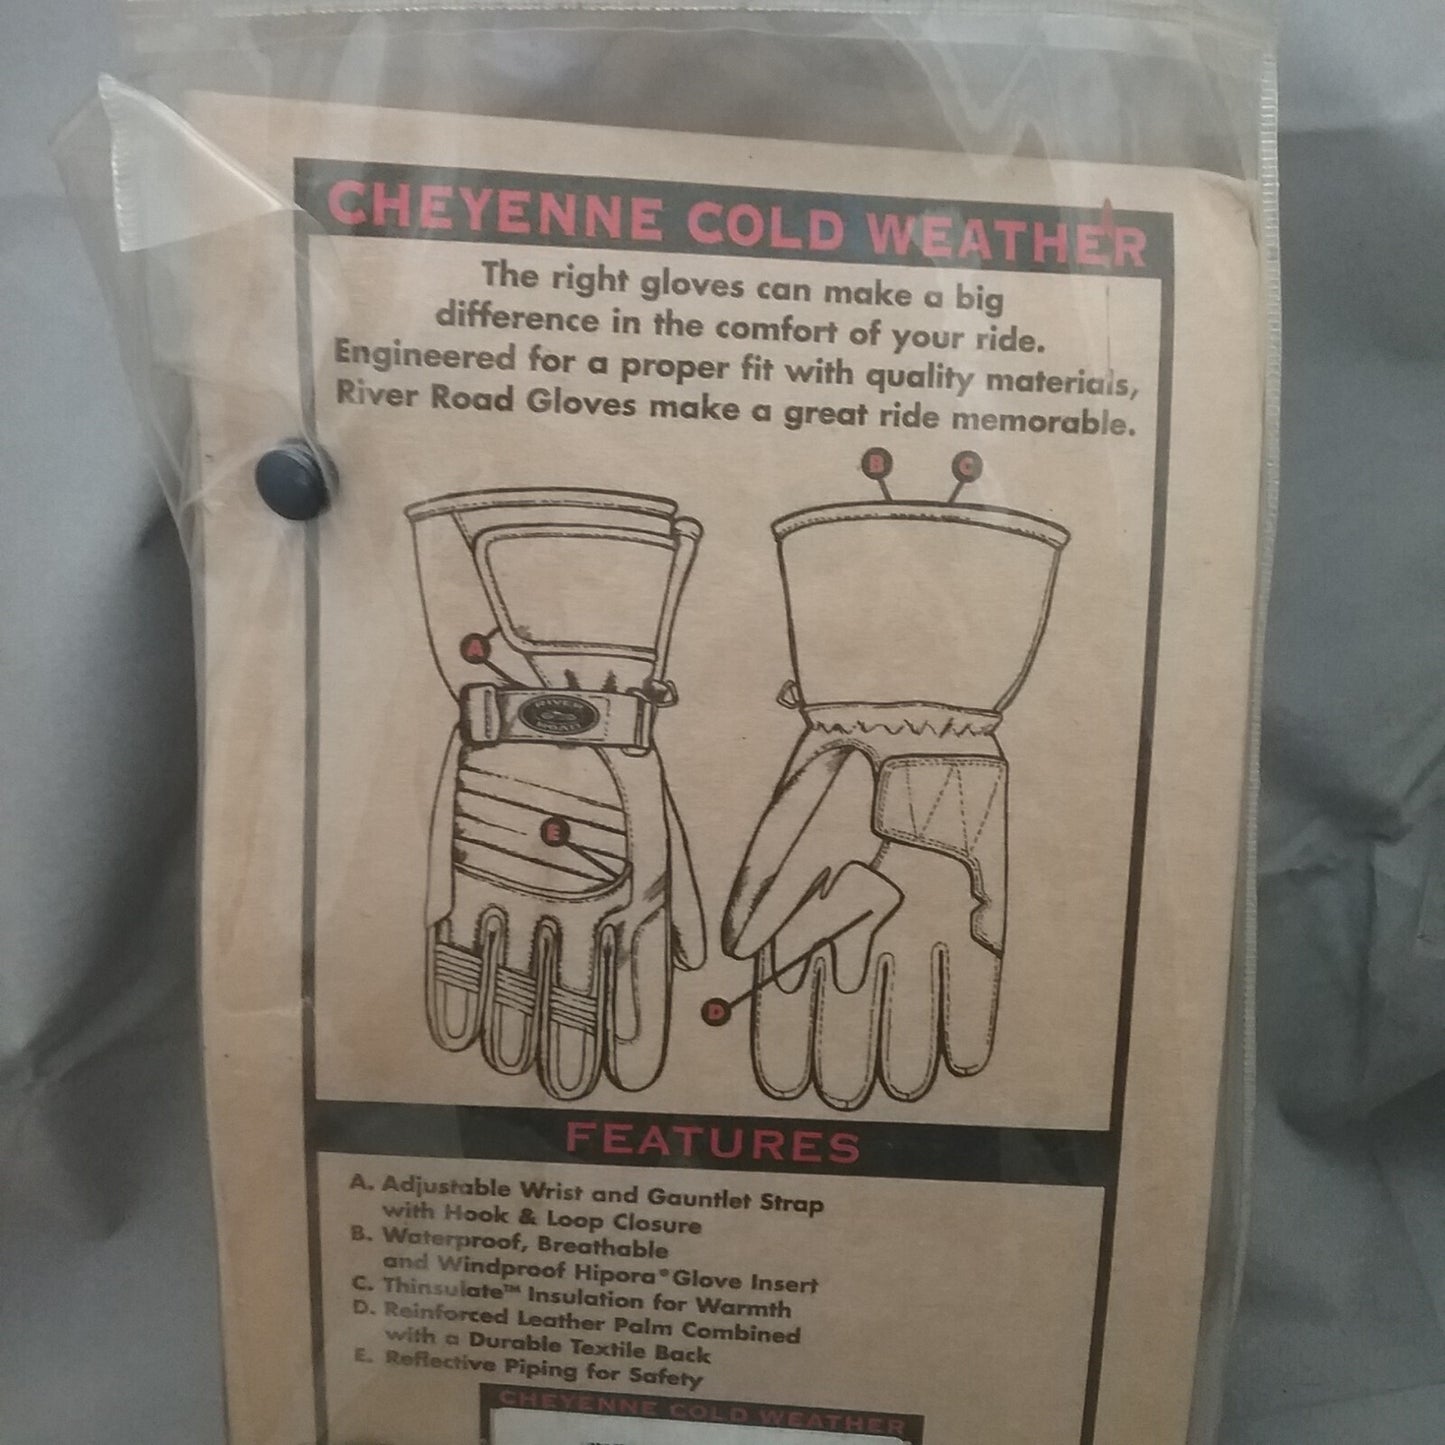 CHEYENNE COLD WEATHER
The right gloves can make a big
difference in the comfort of your ride.
Engineered for a proper fit with quality materials,
River Road Gloves make a great ride memorable.
B C
A
RIVER
ROAD
E
D
FEATURES
A. Adjustable Wrist and Gauntlet Strap
with Hook & Loop Closure
B. Waterproof, Breathable
and Windproof Hipora® Glove Insert
C. Thinsulate™ Insulation for Warmth
D. Reinforced Leather Palm Combined
with a Durable Textile Back
E. Reflective Piping for Safety
CHEYENNE COLD WEATHER